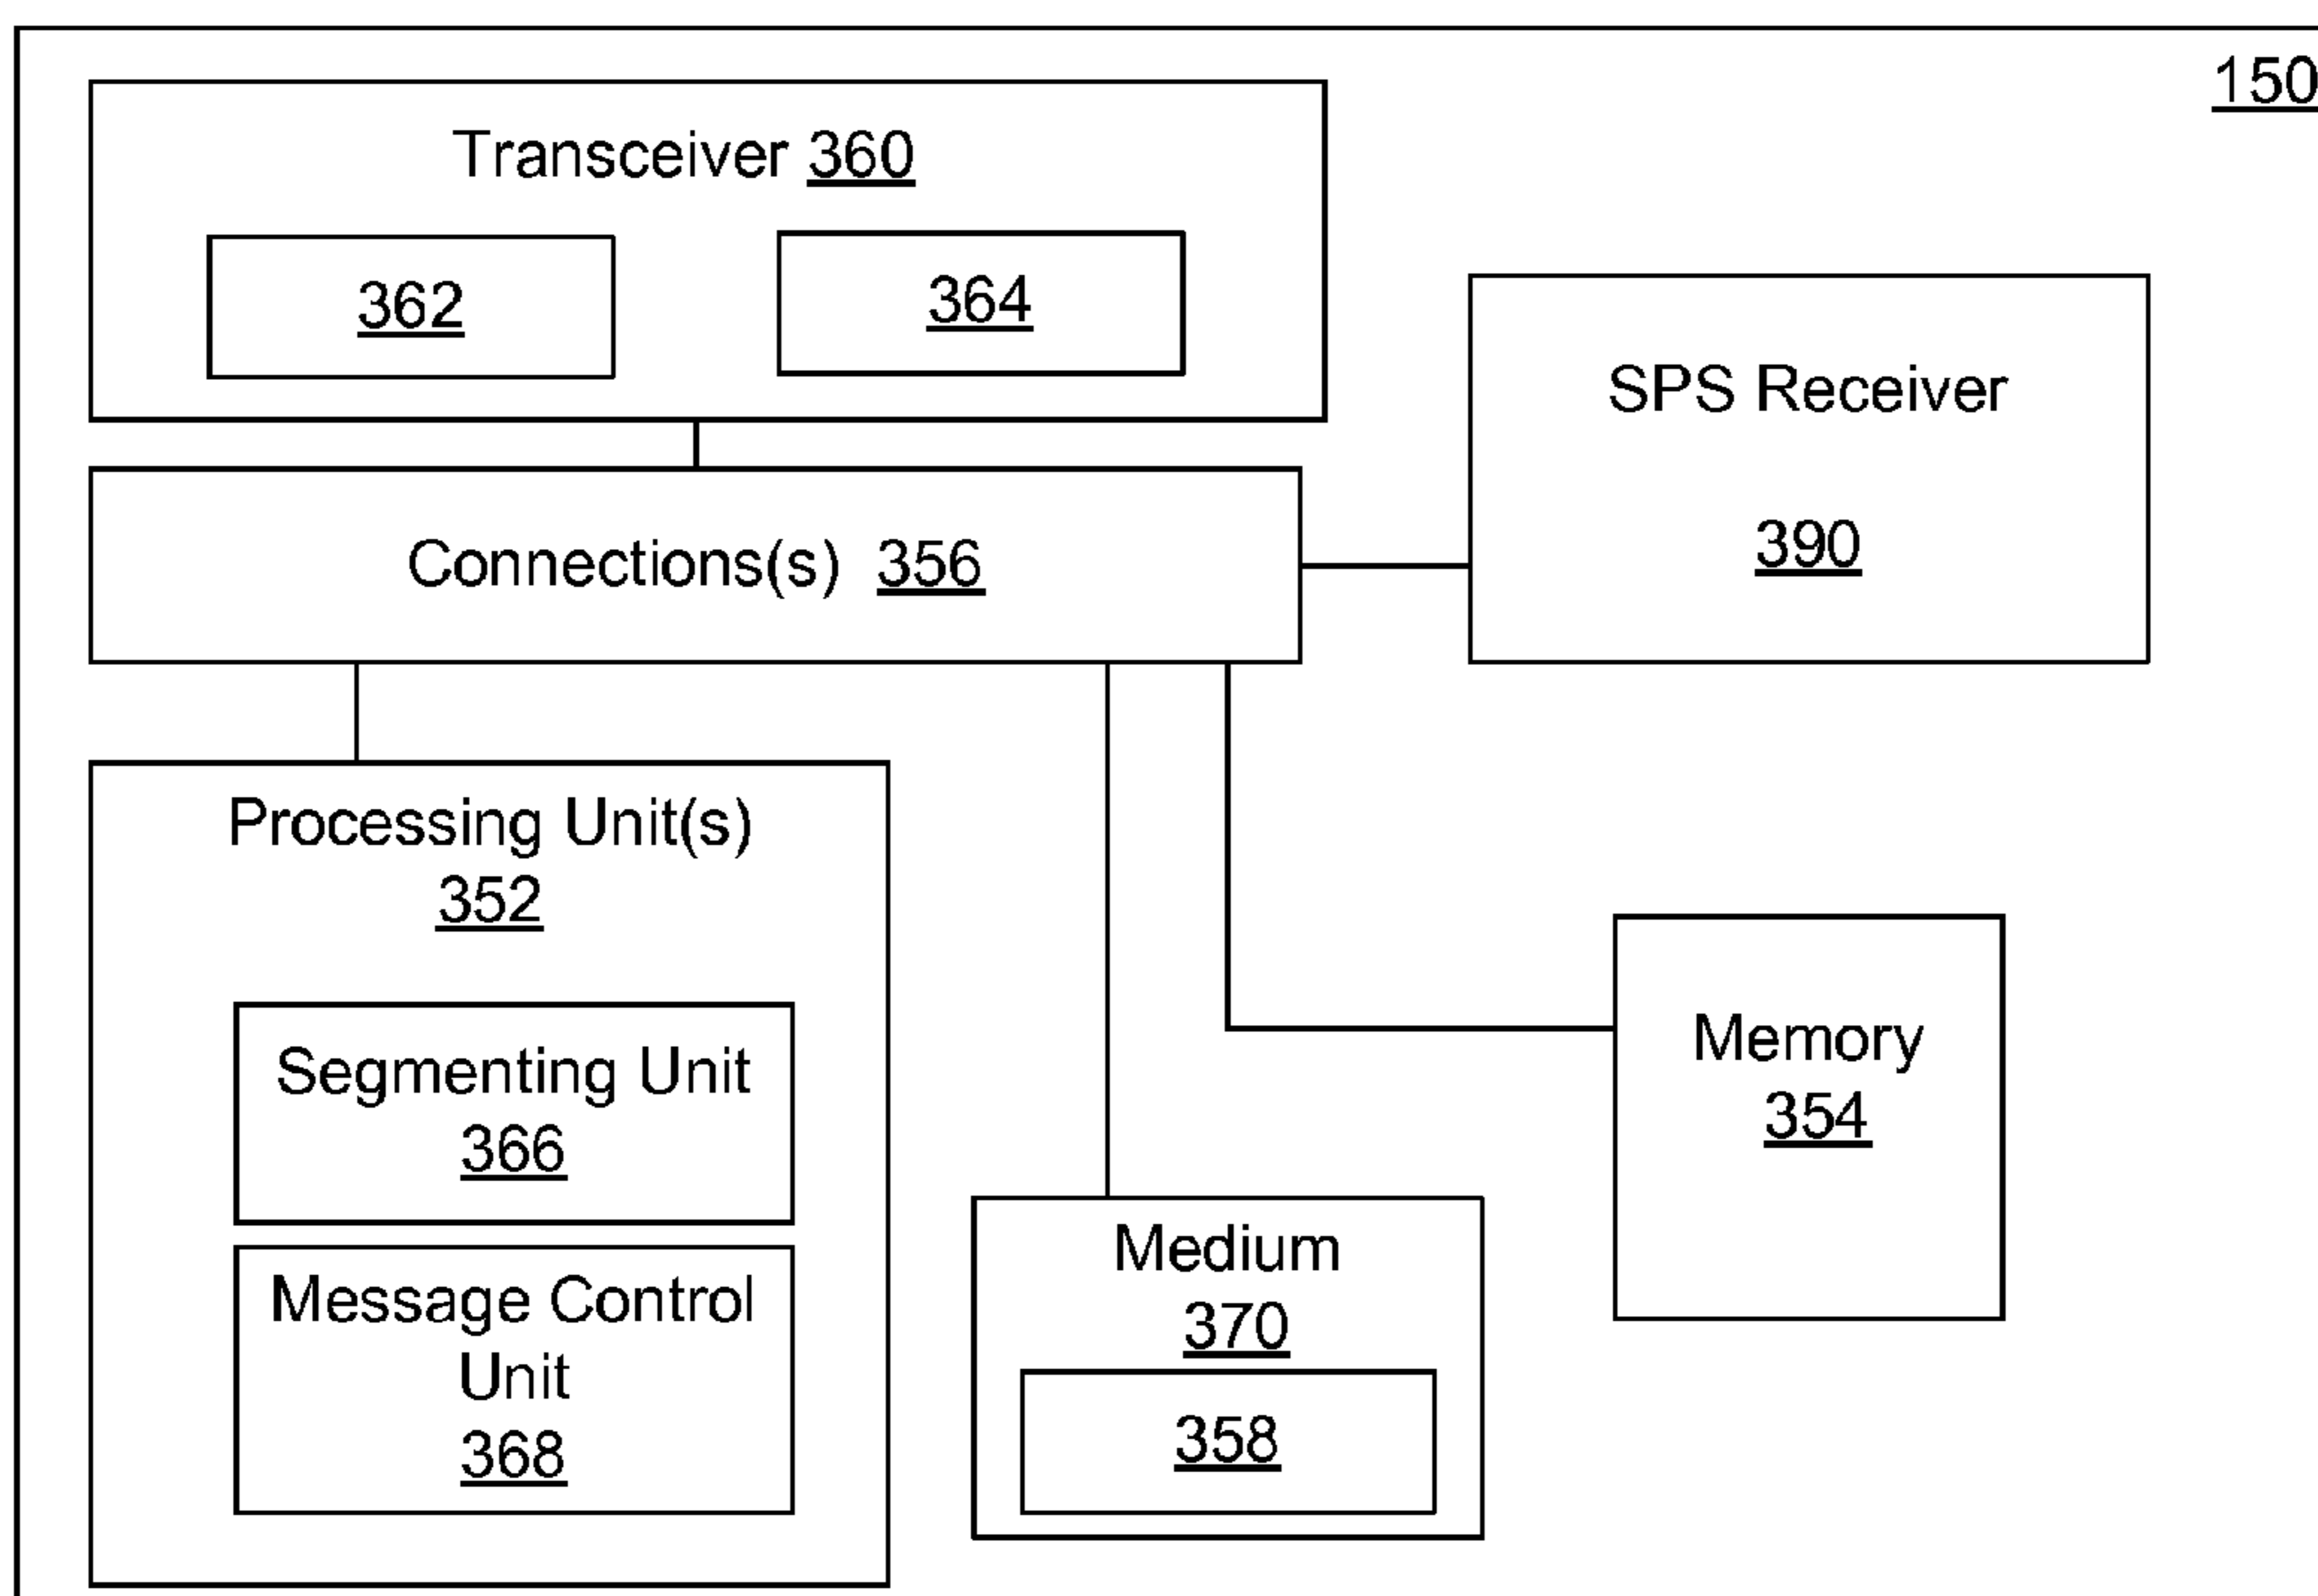 150
Transceiver 360
362
364
SPS Receiver
390
Connections(s) 356
Processing Unit(s)
352
Segmenting Unit
366
Message Control
Unit
368
Medium
370
358
Memory
354